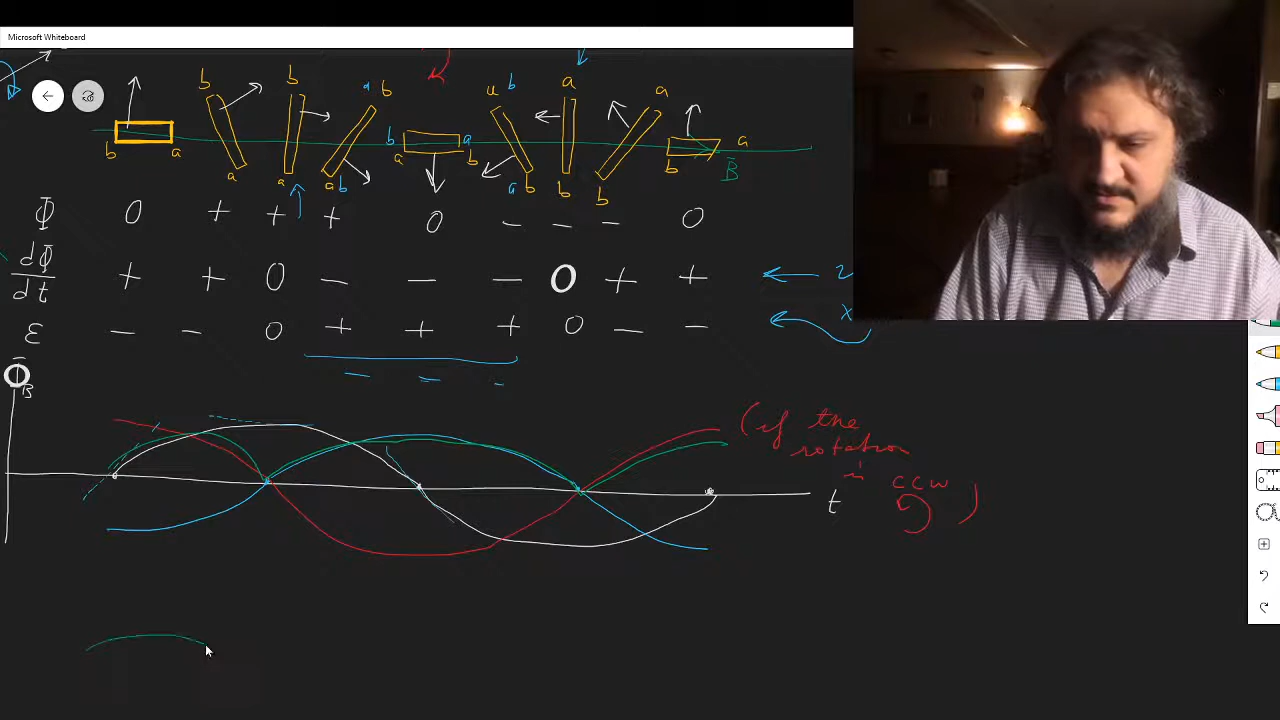 Microsoft Whiteboard
b b a b u b a a
b a a a b b a a b a b b b b a
B̄
Φ 0 + + + 0 − − − 0
dΦ/dt + + 0 − − − 0 + +
ε − − 0 + + + 0 − −
Φ_B
(if the
rotation
is
CCW )
t